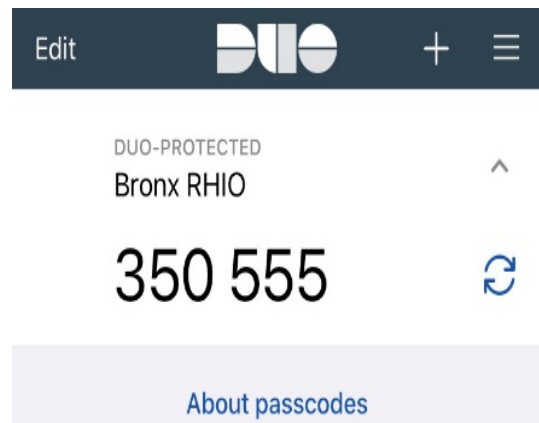 Edit DUO
DUO-PROTECTED
Bronx RHIO
350 555
About passcodes